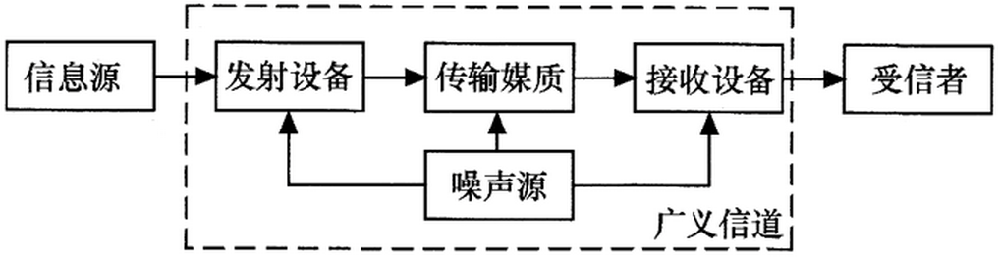 信息源
发射设备
传输媒质
接收设备
受信者
噪声源
广义信道